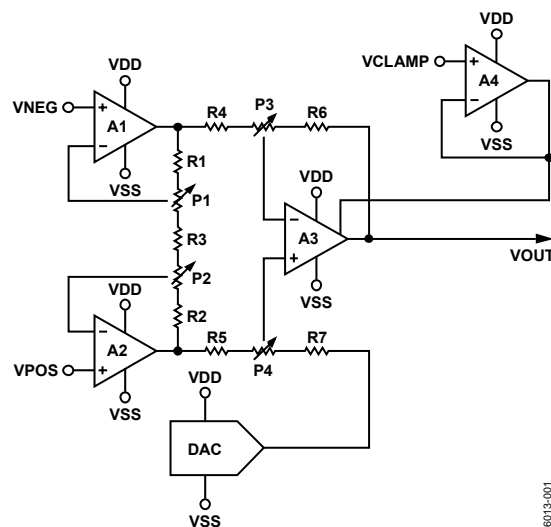 VDD
VCLAMP
+
A4
−
VSS
VDD
VNEG
+
A1
−
VSS
R4
P3
R6
R1
P1
R3
P2
R2
VDD
−
A3
+
VSS
VOUT
VDD
−
A2
+
VPOS
VSS
R5
P4
R7
VDD
DAC
VSS
6013-001